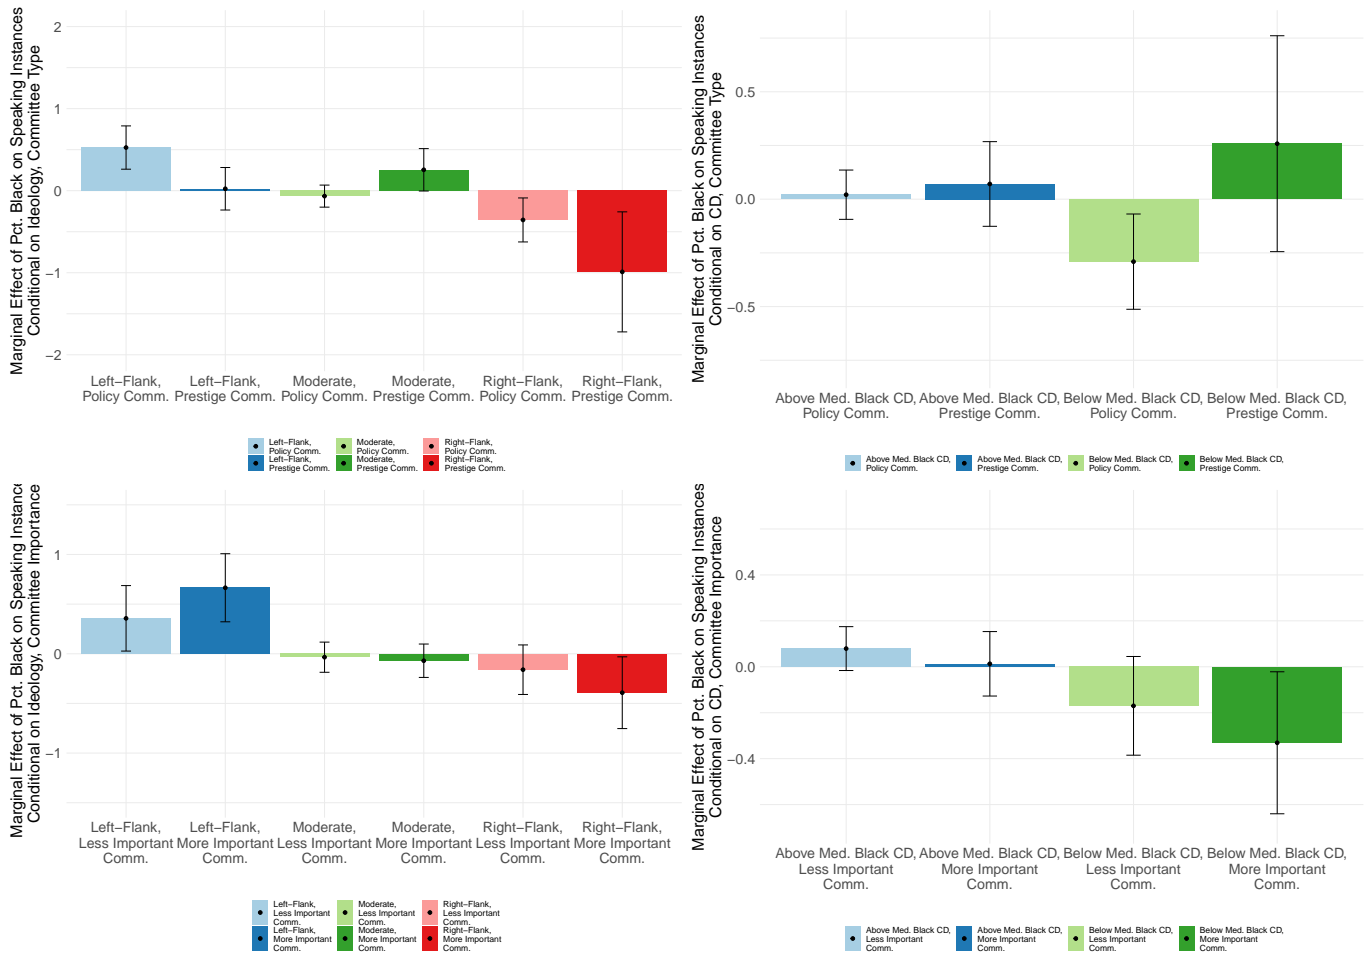 Marginal Effect of Pct. Black on Speaking Instances
Conditional on Ideology, Committee Type
2
1
0
−1
−2
Left−Flank,
Policy Comm.
Left−Flank,
Prestige Comm.
Moderate,
Policy Comm.
Moderate,
Prestige Comm.
Right−Flank,
Policy Comm.
Right−Flank,
Prestige Comm.
Left−Flank,
Policy Comm.
Left−Flank,
Prestige Comm.
Moderate,
Policy Comm.
Moderate,
Prestige Comm.
Right−Flank,
Policy Comm.
Right−Flank,
Prestige Comm.
Marginal Effect of Pct. Black on Speaking Instances
Conditional on CD, Committee Type
0.5
0.0
−0.5
Above Med. Black CD,
Policy Comm.
Above Med. Black CD,
Prestige Comm.
Below Med. Black CD,
Policy Comm.
Below Med. Black CD,
Prestige Comm.
Above Med. Black CD,
Policy Comm.
Above Med. Black CD,
Prestige Comm.
Below Med. Black CD,
Policy Comm.
Below Med. Black CD,
Prestige Comm.
Marginal Effect of Pct. Black on Speaking Instanc
Conditional on Ideology, Committee Importance
1
0
−1
Left−Flank,
Less Important
Comm.
Left−Flank,
More Important
Comm.
Moderate,
Less Important
Comm.
Moderate,
More Important
Comm.
Right−Flank,
Less Important
Comm.
Right−Flank,
More Important
Comm.
Left−Flank,
Less Important
Comm.
Left−Flank,
More Important
Comm.
Moderate,
Less Important
Comm.
Moderate,
More Important
Comm.
Right−Flank,
Less Important
Comm.
Right−Flank,
More Important
Comm.
Marginal Effect of Pct. Black on Speaking Instances
Conditional on CD, Committee Importance
0.4
0.0
−0.4
Above Med. Black CD,
Less Important
Comm.
Above Med. Black CD,
More Important
Comm.
Below Med. Black CD,
Less Important
Comm.
Below Med. Black CD,
More Important
Comm.
Above Med. Black CD,
Less Important
Comm.
Above Med. Black CD,
More Important
Comm.
Below Med. Black CD,
Less Important
Comm.
Below Med. Black CD,
More Important
Comm.